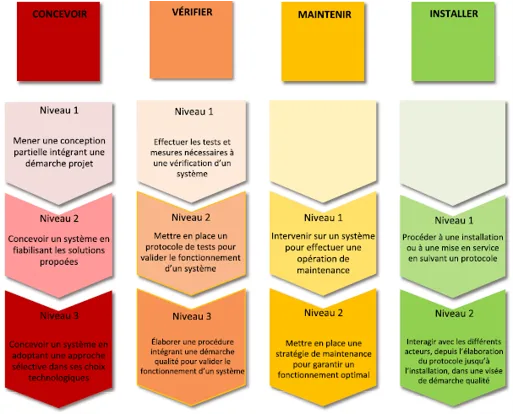 CONCEVOIR
VÉRIFIER
MAINTENIR
INSTALLER
Niveau 1
Mener une conception
partielle intégrant une
démarche projet
Niveau 1
Effectuer les tests et
mesures nécessaires à
une vérification d'un
système
Niveau 2
Concevoir un système en
fiabilisant les solutions
propoées
Niveau 2
Mettre en place un
protocole de tests pour
valider le fonctionnement
d'un système
Niveau 1
Intervenir sur un système
pour effectuer une
opération de
maintenance
Niveau 1
Procéder à une installation
ou à une mise en service
en suivant un protocole
Niveau 3
Concevoir un système en
adoptant une approche
sélective dans ses choix
technologiques
Niveau 3
Élaborer une procédure
intégrant une démarche
qualité pour valider le
fonctionnement d'un système
Niveau 2
Mettre en place une
stratégie de maintenance
pour garantir un
fonctionnement optimal
Niveau 2
Interagir avec les différents
acteurs, depuis l'élaboration
du protocole jusqu'à
l'installation, dans une visée
de démarche qualité